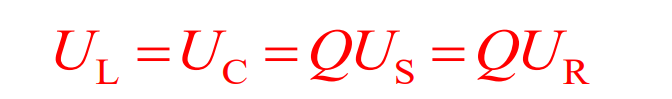 U_L = U_C = QU_S = QU_R